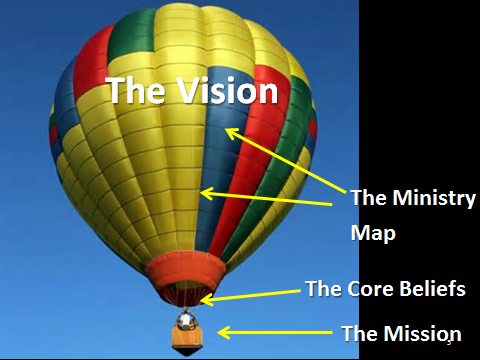 The Vision
The Ministry
Map
The Core Beliefs
The Mission